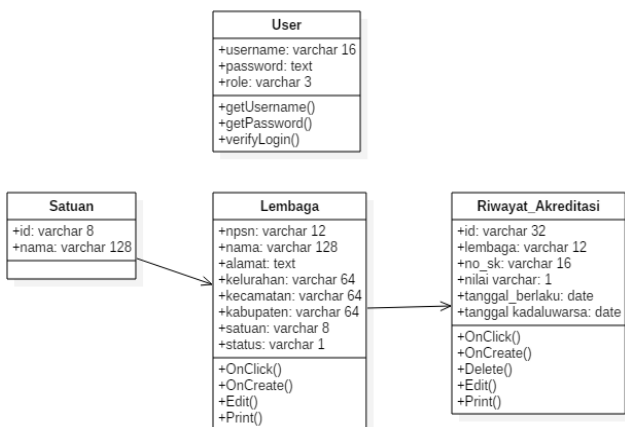 User
+username: varchar 16
+password: text
+role: varchar 3
+getUsername()
+getPassword()
+verifyLogin()
Satuan
+id: varchar 8
+nama: varchar 128
Lembaga
+npsn: varchar 12
+nama: varchar 128
+alamat: text
+kelurahan: varchar 64
+kecamatan: varchar 64
+kabupaten: varchar 64
+satuan: varchar 8
+status: varchar 1
+OnClick()
+OnCreate()
+Edit()
+Print()
Riwayat_Akreditasi
+id: varchar 32
+lembaga: varchar 12
+no_sk: varchar 16
+nilai varchar: 1
+tanggal_berlaku: date
+tanggal kadaluwarsa: date
+OnClick()
+OnCreate()
+Delete()
+Edit()
+Print()